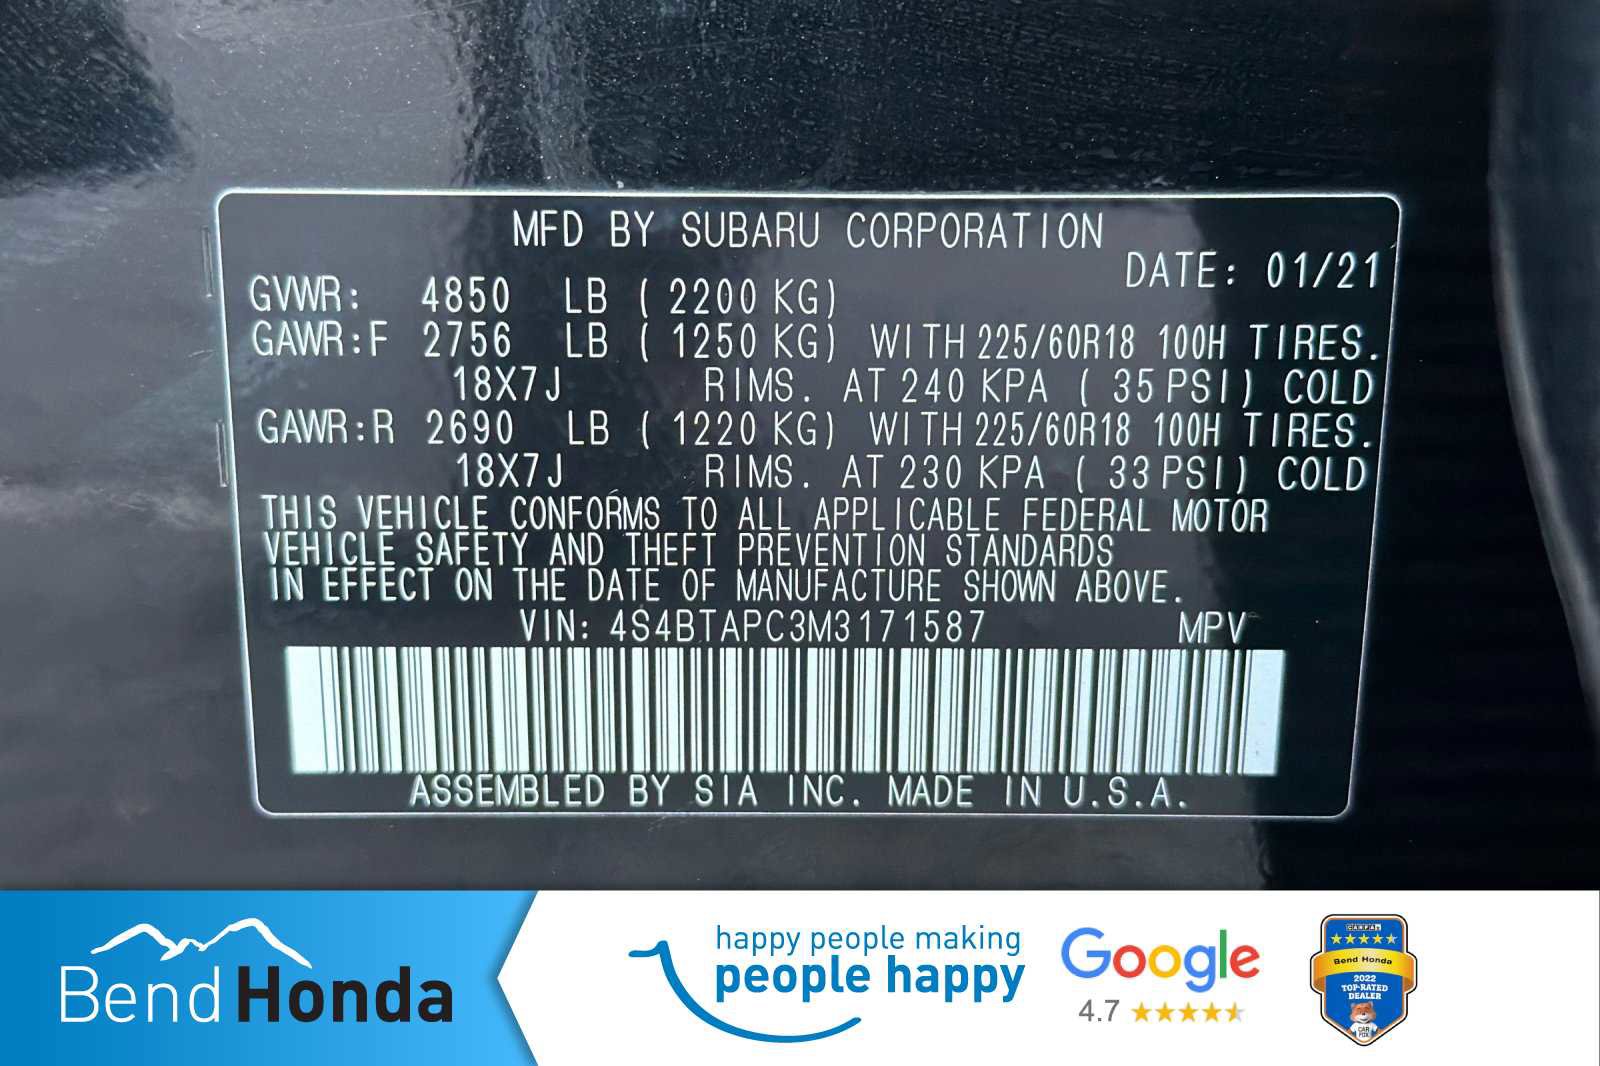 MFD BY SUBARU CORPORATION
DATE: 01/21
GVWR: 4850 LB ( 2200 KG)
GAWR:F 2756 LB ( 1250 KG) WITH 225/60R18 100H TIRES.
18X7J RIMS. AT 240 KPA ( 35 PSI) COLD
GAWR:R 2690 LB ( 1220 KG) WITH 225/60R18 100H TIRES.
18X7J RIMS. AT 230 KPA ( 33 PSI) COLD
THIS VEHICLE CONFORMS TO ALL APPLICABLE FEDERAL MOTOR
VEHICLE SAFETY AND THEFT PREVENTION STANDARDS
IN EFFECT ON THE DATE OF MANUFACTURE SHOWN ABOVE.
VIN: 4S4BTAPC3M3171587 MPV
ASSEMBLED BY SIA INC. MADE IN U.S.A.
Bend Honda
happy people making
people happy
Google
4.7
CARFAX
Bend Honda
2022
TOP-RATED
DEALER
CAR
FOX